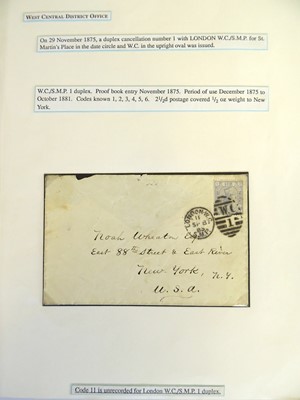 WEST CENTRAL DISTRICT OFFICE
On 29 November 1875, a duplex cancellation number 1 with LONDON W.C./S.M.P. for St.
Martin's Place in the date circle and W.C. in the upright oval was issued.
W.C./S.M.P. 1 duplex. Proof book entry November 1875. Period of use December 1875 to
October 1881. Codes known 1, 2, 3, 4, 5, 6. 2½d postage covered ½ oz weight to New
York.
LONDON W.C.
11
W.C.
1
Noah Wheaton Esq
East 88th Street & East River
New York, N.Y.
U.S.A.
Code 11 is unrecorded for London W.C./S.M.P. 1 duplex.